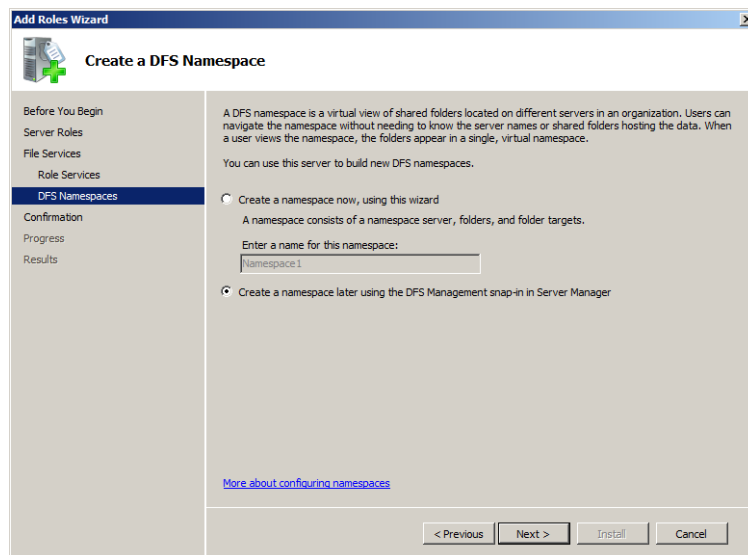 Add Roles Wizard
Create a DFS Namespace
Before You Begin
Server Roles
File Services
Role Services
DFS Namespaces
Confirmation
Progress
Results
A DFS namespace is a virtual view of shared folders located on different servers in an organization. Users can
navigate the namespace without needing to know the server names or shared folders hosting the data. When
a user views the namespace, the folders appear in a single, virtual namespace.
You can use this server to build new DFS namespaces.
Create a namespace now, using this wizard
A namespace consists of a namespace server, folders, and folder targets.
Enter a name for this namespace:
Namespace1
Create a namespace later using the DFS Management snap-in in Server Manager
More about configuring namespaces
< Previous
Next >
Install
Cancel